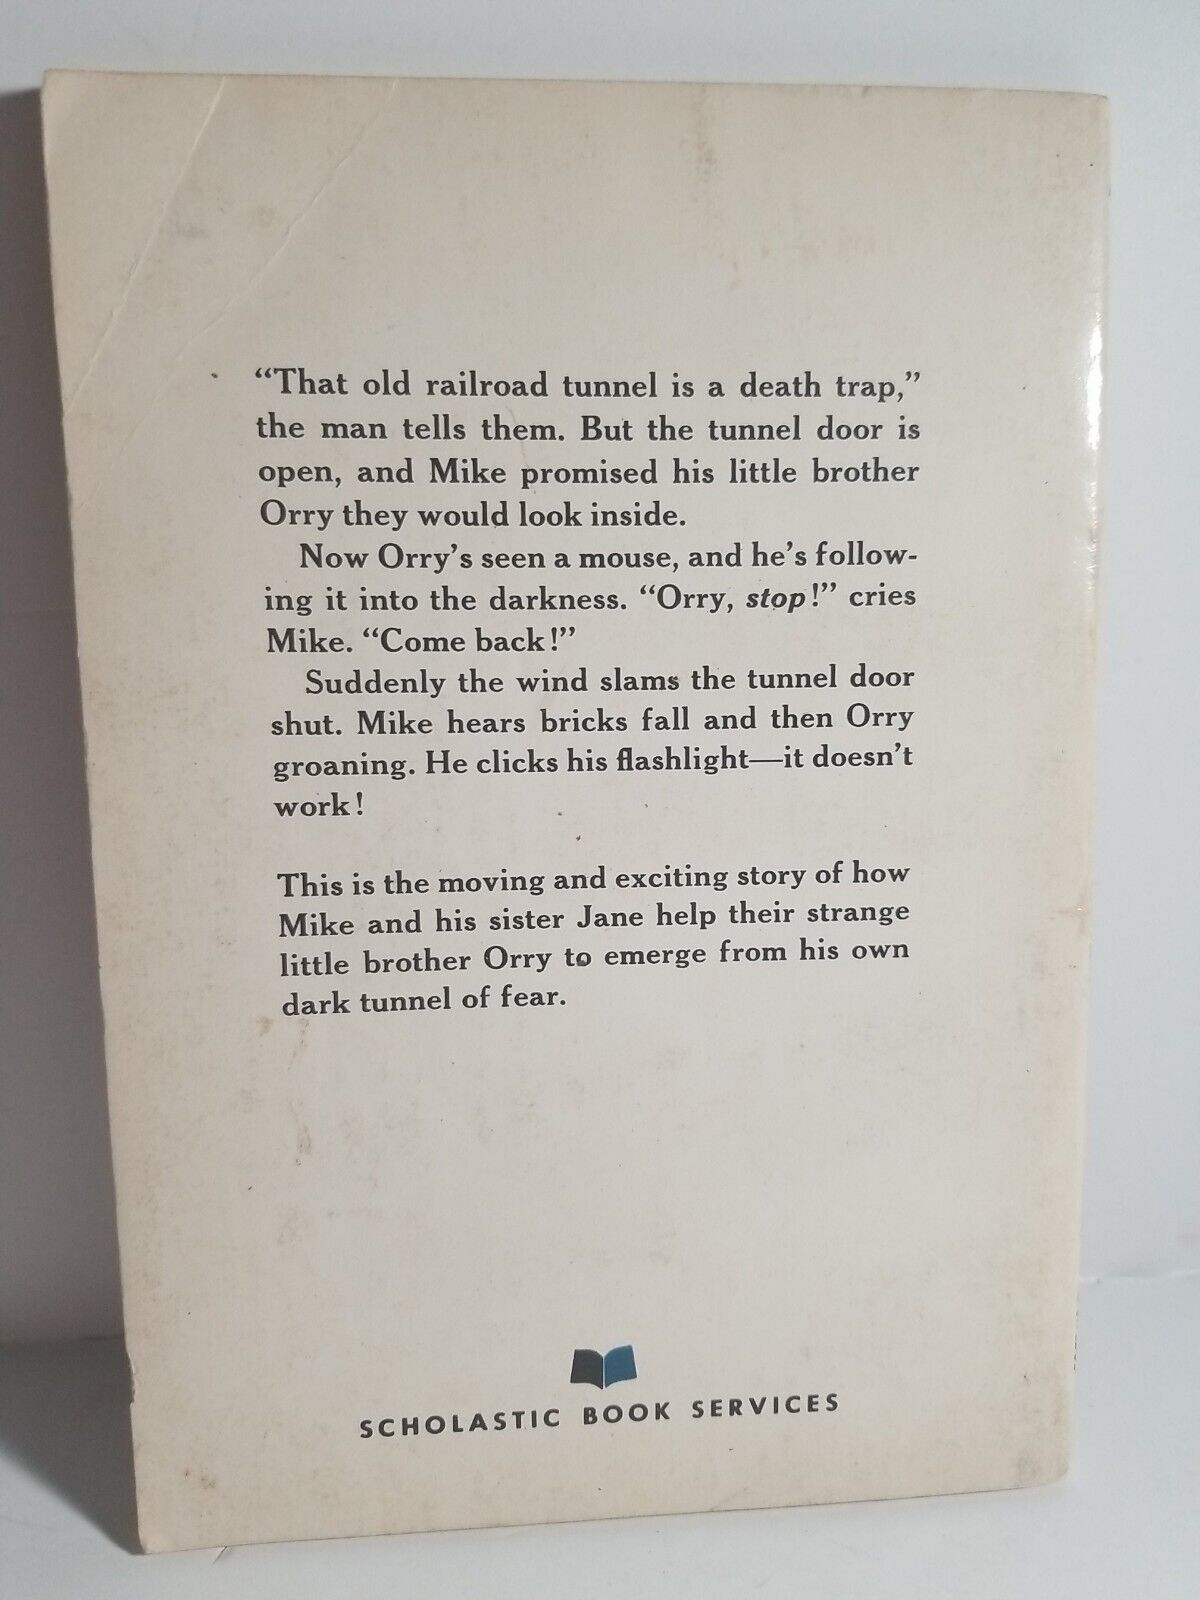 “That old railroad tunnel is a death trap,”
the man tells them. But the tunnel door is
open, and Mike promised his little brother
Orry they would look inside.
Now Orry’s seen a mouse, and he’s follow-
ing it into the darkness. “Orry, stop!” cries
Mike. “Come back!”
Suddenly the wind slams the tunnel door
shut. Mike hears bricks fall and then Orry
groaning. He clicks his flashlight—it doesn’t
work!
This is the moving and exciting story of how
Mike and his sister Jane help their strange
little brother Orry to emerge from his own
dark tunnel of fear.
SCHOLASTIC BOOK SERVICES